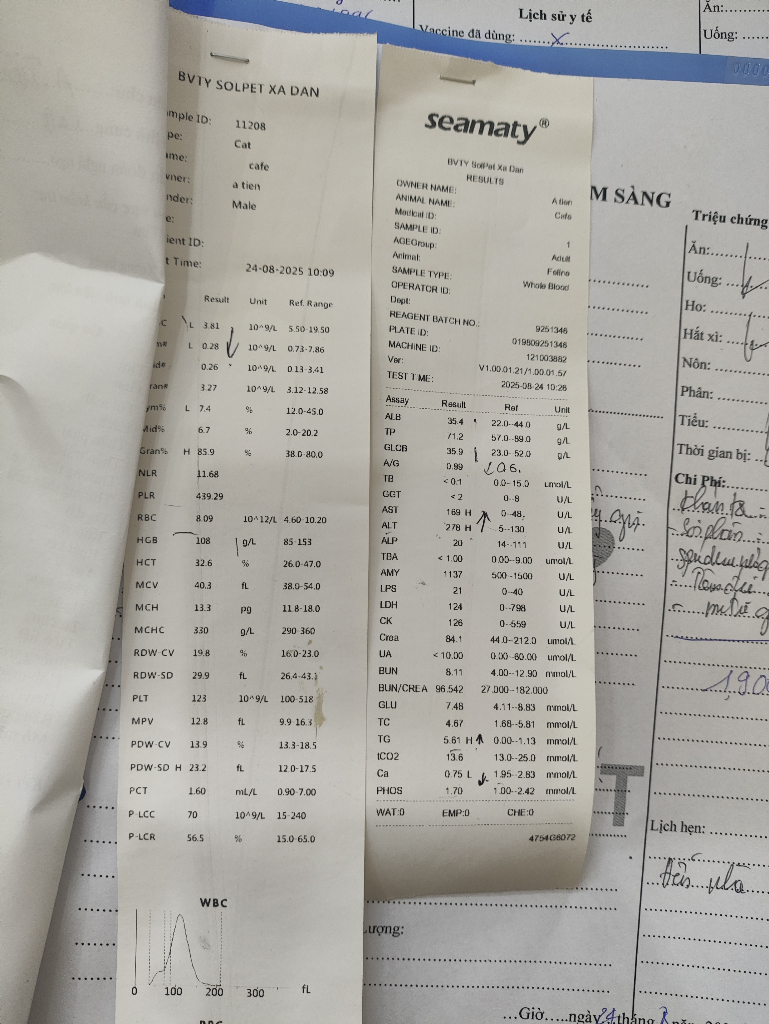 Lịch sử y tế
Vaccine đã dùng: x
Ăn:
Uống:
BVTY SOLPET XA DAN
mple ID: 11208
pe: Cat
me: cafe
wner: a tien
nder: Male
e:
ient ID:
t Time: 24-08-2025 10:09
Result Unit Ref. Range
C L 3.81 10^9/L 5.50-19.50
m# L 0.28 10^9/L 0.73-7.86
id# 0.26 10^9/L 0.13-3.41
ran# 3.27 10^9/L 3.12-12.58
ym% L 7.4 % 12.0-45.0
Mid% 6.7 % 2.0-20.2
Gran% H 85.9 % 38.0-80.0
NLR 11.68
PLR 439.29
RBC 8.09 10^12/L 4.60-10.20
HGB 108 g/L 85-153
HCT 32.6 % 26.0-47.0
MCV 40.3 fL 38.0-54.0
MCH 13.3 pg 11.8-18.0
MCHC 330 g/L 290-360
RDW-CV 19.8 % 16.0-23.0
RDW-SD 29.9 fL 26.4-43.1
PLT 123 10^9/L 100-518
MPV 12.8 fL 9.9-16.3
PDW-CV 13.9 % 13.3-18.5
PDW-SD H 23.2 fL 12.0-17.5
PCT 1.60 mL/L 0.90-7.00
P-LCC 70 10^9/L 15-240
P-LCR 56.5 % 15.0-65.0
WBC
0 100 200 300 fL
seamaty®
BVTY SolPet Xa Dan
RESULTS
OWNER NAME: A tien
ANIMAL NAME: Cafe
Medical ID:
SAMPLE ID: 1
AGEGroup: Adult
Animal: Feline
SAMPLE TYPE: Whole Blood
OPERATOR ID:
Dept:
REAGENT BATCH NO.: 9251346
PLATE ID: 019809251346
MACHINE ID: 121003882
Ver: V1.00.01.21/1.00.01.57
TEST TIME: 2025-08-24 10:26
Assay Result Ref Unit
ALB 35.4 22.0--44.0 g/L
TP 71.2 57.0--89.0 g/L
GLOB 35.9 23.0--52.0 g/L
A/G 0.99 ↓ 0.6.
TB < 0.1 0.0--15.0 umol/L
GGT < 2 0--8 U/L
AST 169 H ↑ 0--48 U/L
ALT 278 H 5--130 U/L
ALP 20 14--111 U/L
TBA < 1.00 0.00--9.00 umol/L
AMY 1137 500--1500 U/L
LPS 21 0--40 U/L
LDH 124 0--798 U/L
CK 126 0--559 U/L
Crea 84.1 44.0--212.0 umol/L
UA < 10.00 0.00--60.00 umol/L
BUN 8.11 4.00--12.90 mmol/L
BUN/CREA 96.542 27.000--182.000
GLU 7.48 4.11--8.83 mmol/L
TC 4.67 1.68--5.81 mmol/L
TG 5.61 H ↑ 0.00--1.13 mmol/L
tCO2 13.6 13.0--25.0 mmol/L
Ca 0.75 L ↓ 1.95--2.83 mmol/L
PHOS 1.70 1.00--2.42 mmol/L
WAT:0 EMP:0 CHE:0
4754G6072
M SÀNG
Triệu chứng
Ăn:
Uống:
Ho:
Hắt xì:
Nôn:
Phân:
Tiểu:
Thời gian bị:
Chi Phí:
T
Lịch hẹn:
ượng:
...Giờ.....ngày 24 tháng 8